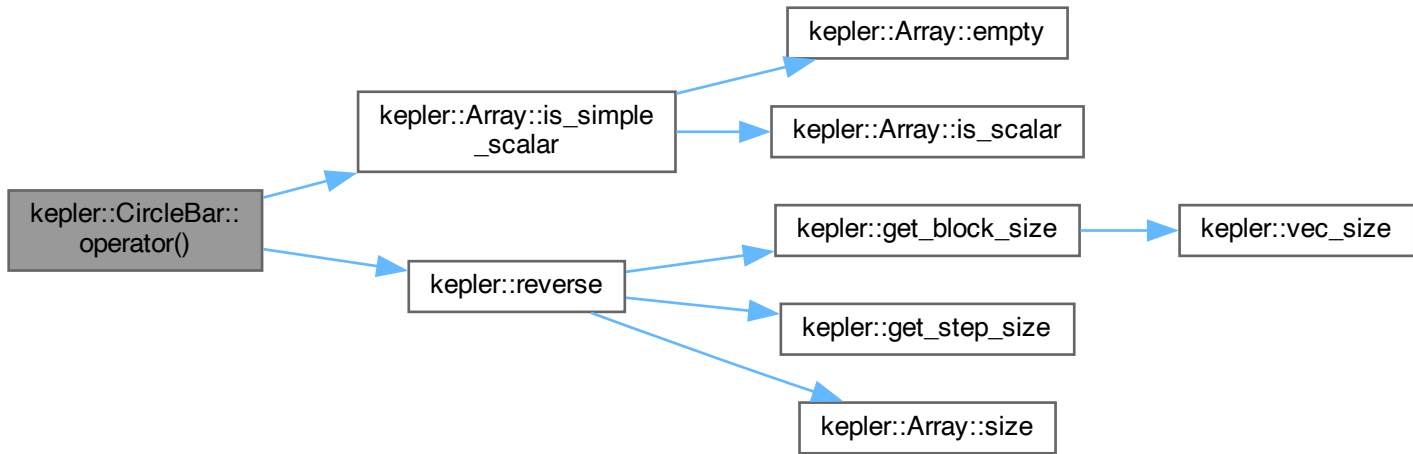 kepler::CircleBar::
operator()
kepler::Array::is_simple
_scalar
kepler::Array::empty
kepler::Array::is_scalar
kepler::reverse
kepler::get_block_size
kepler::vec_size
kepler::get_step_size
kepler::Array::size